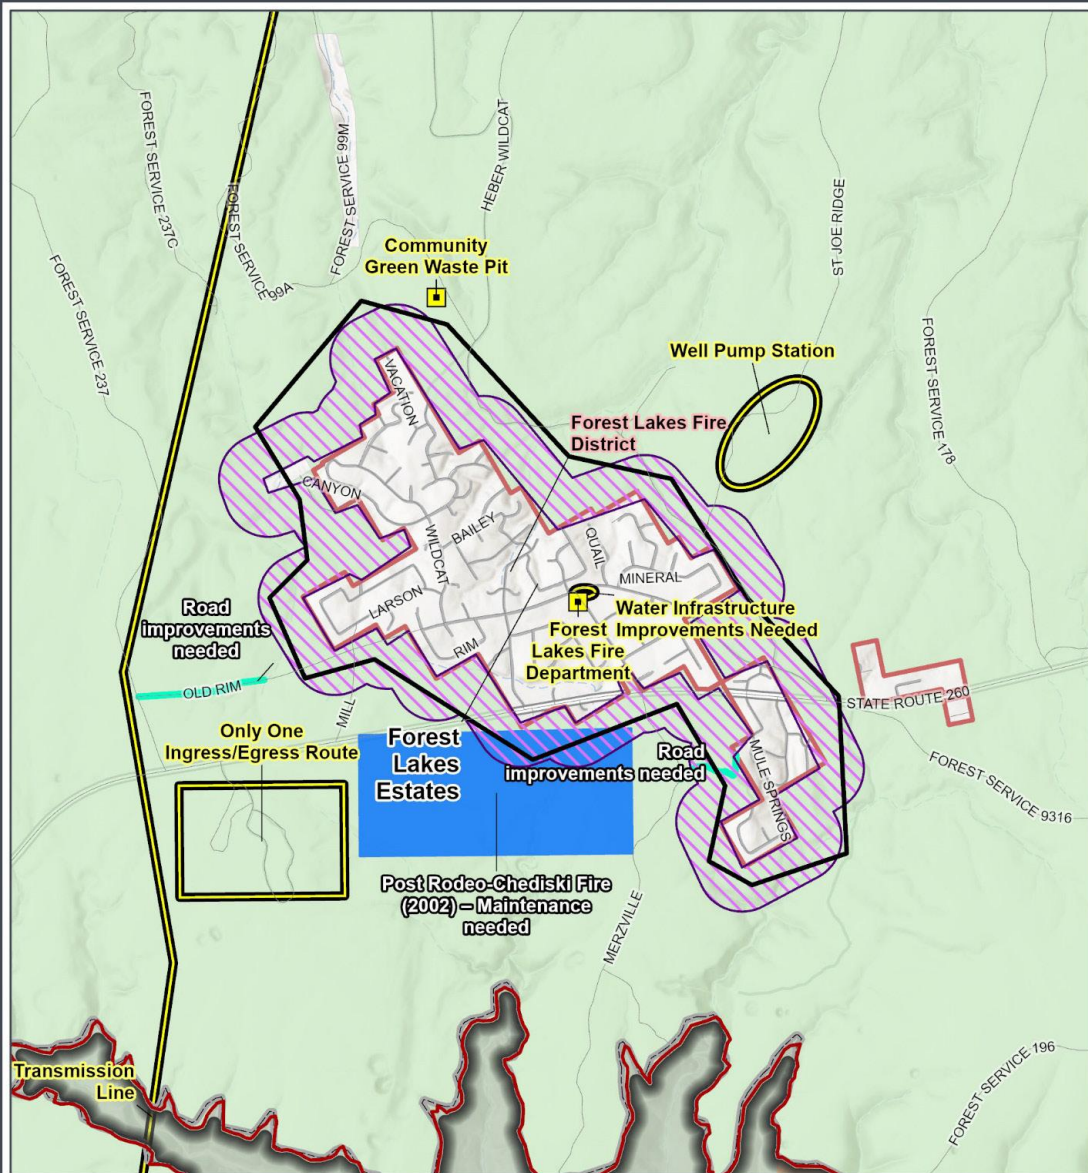 FOREST SERVICE 237C
FOREST SERVICE 99A
FOREST SERVICE 99M
HEBER WILDCAT
ST JOE RIDGE
FOREST SERVICE 237
Community
Green Waste Pit
FOREST SERVICE 178
Well Pump Station
VACATION
Forest Lakes Fire
District
CANYON
WILDCAT
BAILEY
QUAIL
LARSON
MINERAL
Road
improvements
needed
Water Infrastructure
Improvements Needed
Forest
Lakes Fire
Department
RIM
OLD RIM
MILL
STATE ROUTE 260
Only One
Ingress/Egress Route
Forest
Lakes
Estates
Road
improvements needed
MULE SPRINGS
FOREST SERVICE 9316
Post Rodeo-Chediski Fire
(2002) – Maintenance
needed
MERZVILLE
Transmission
Line
FOREST SERVICE 196